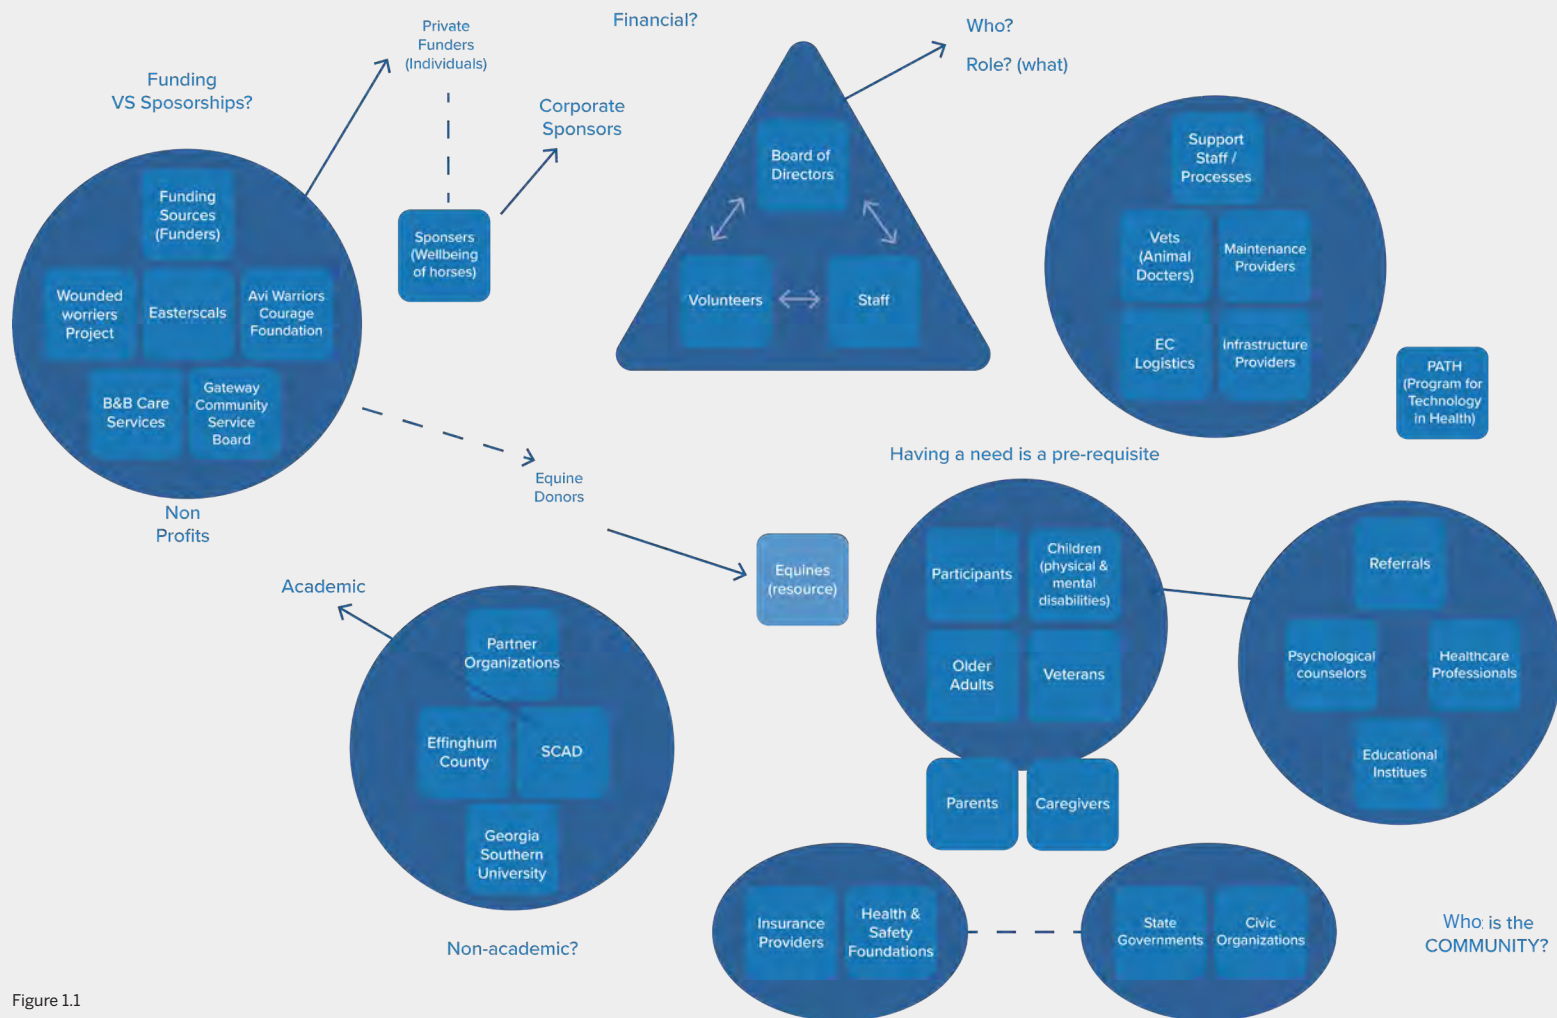 Private
Funders
(Individuals)
Financial?
Who?
Role? (what)
Funding
VS Sposorships?
Corporate
Sponsors
Funding
Sources
(Funders)
Wounded
worriers
Project
Easterscals
Avi Warriors
Courage
Foundation
B&B Care
Services
Gateway
Community
Service
Board
Non
Profits
Sponsers
(Wellbeing
of horses)
Board of
Directors
Volunteers
Staff
Support
Staff /
Processes
Vets
(Animal
Docters)
Maintenance
Providers
EC
Logistics
Infrastructure
Providers
PATH
(Program for
Technology
in Health)
Having a need is a pre-requisite
Equine
Donors
Equines
(resource)
Participants
Children
(physical &
mental
disabilities)
Older
Adults
Veterans
Parents
Caregivers
Referrals
Psychological
counselors
Healthcare
Professionals
Educational
Institues
Academic
Partner
Organizations
Effinghum
County
SCAD
Georgia
Southern
University
Non-academic?
Insurance
Providers
Health &
Safety
Foundations
State
Governments
Civic
Organizations
Who is the
COMMUNITY?
Figure 1.1